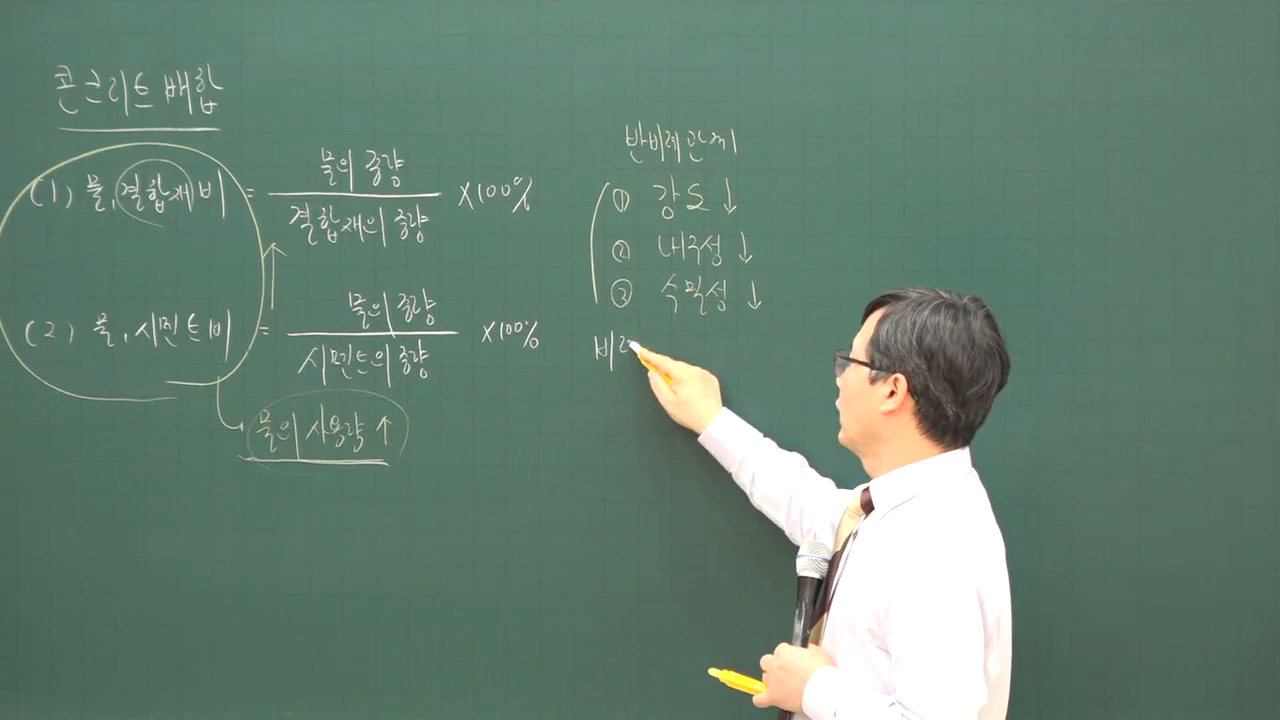 콘크리트 배합
(1) 물, 결합재비 = 물의 중량 / 결합재의 중량 ×100%
(2) 물, 시멘트비 = 물의 중량 / 시멘트의 중량 ×100%
물의 사용량 ↑
반비례관계
① 강도 ↓
② 내구성 ↓
③ 수밀성 ↓